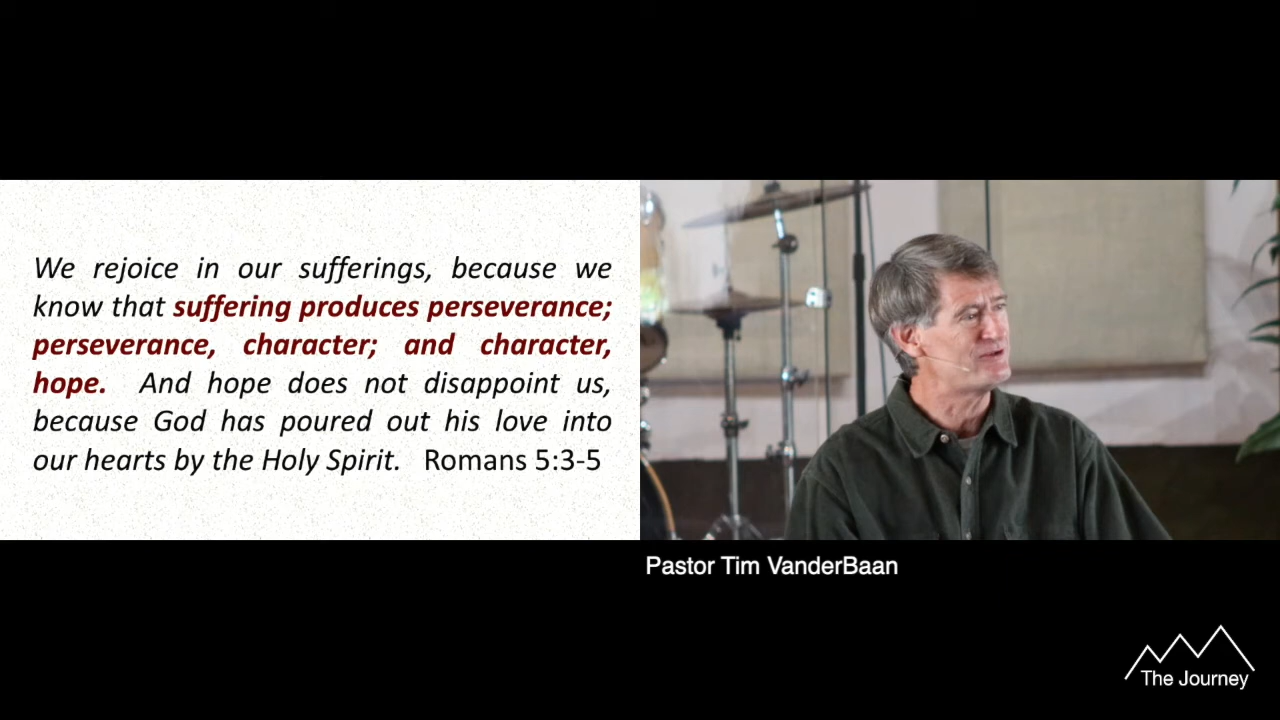 We rejoice in our sufferings, because we
know that suffering produces perseverance;
perseverance, character; and character,
hope. And hope does not disappoint us,
because God has poured out his love into
our hearts by the Holy Spirit. Romans 5:3-5
Pastor Tim VanderBaan
The Journey